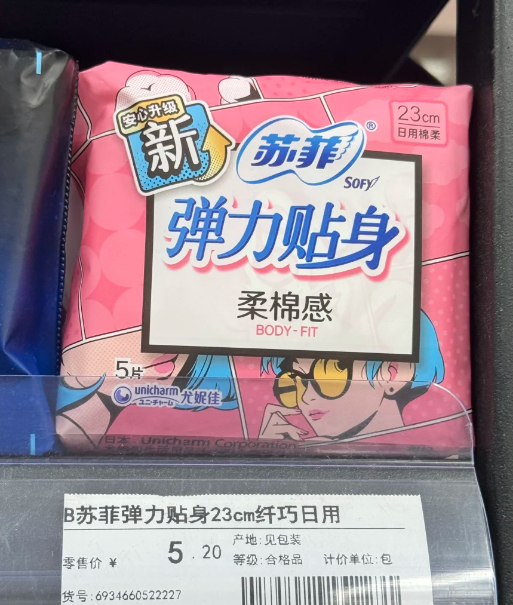 安心升级
新
苏菲®
SOFY
23cm
日用棉柔
弹力贴身
柔棉感
BODY-FIT
5片
unicharm
ユニ・チャーム
尤妮佳
日本 Unicharm Corporation
B苏菲弹力贴身23cm纤巧日用
零售价 ¥ 5.20
产地:见包装
等级:合格品 计价单位:包
货号:6934660522227